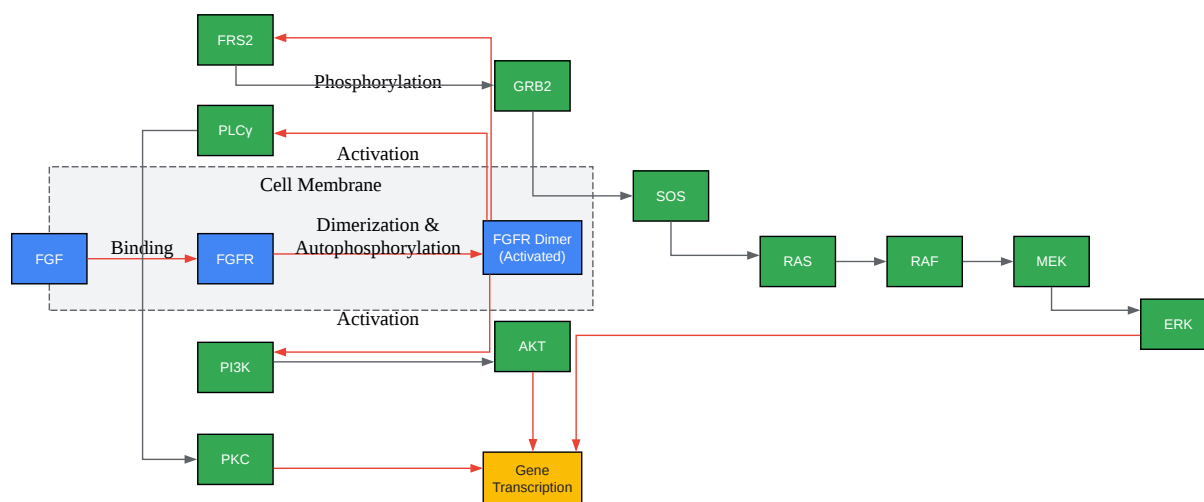 FRS2
Phosphorylation
GRB2
PLCγ
Activation
Cell Membrane
SOS
Dimerization &
Autophosphorylation
FGFR Dimer
(Activated)
Binding
FGF
FGFR
RAS
RAF
MEK
Activation
ERK
AKT
PI3K
PKC
Gene
Transcription